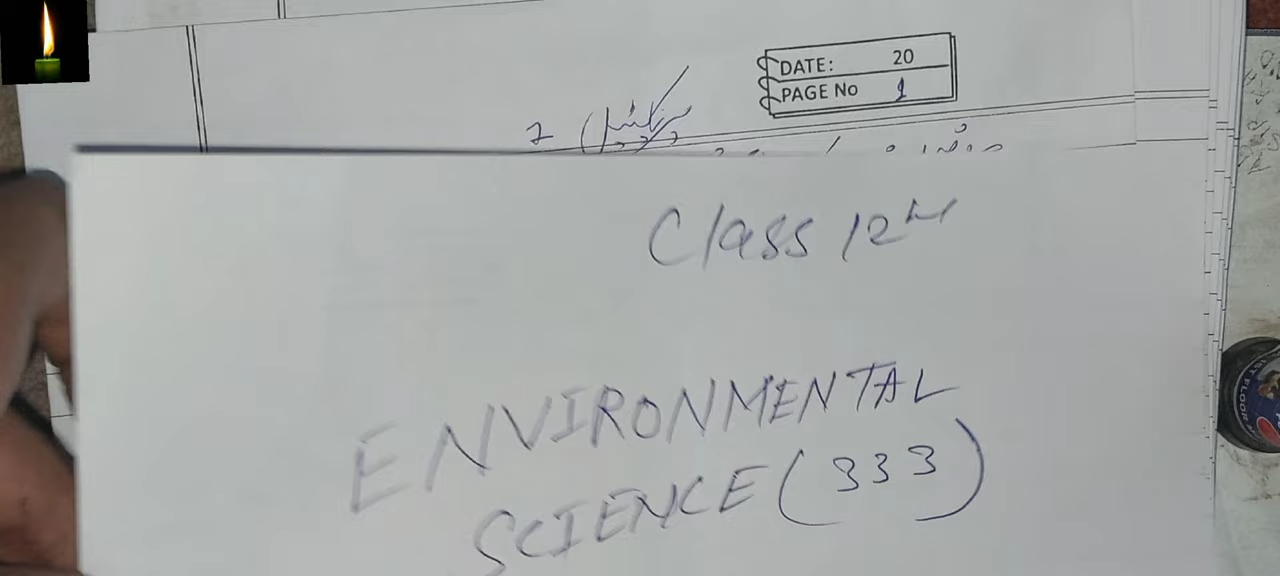 DATE: 20
PAGE No 1
Class 12th
ENVIRONMENTAL
SCIENCE (333)